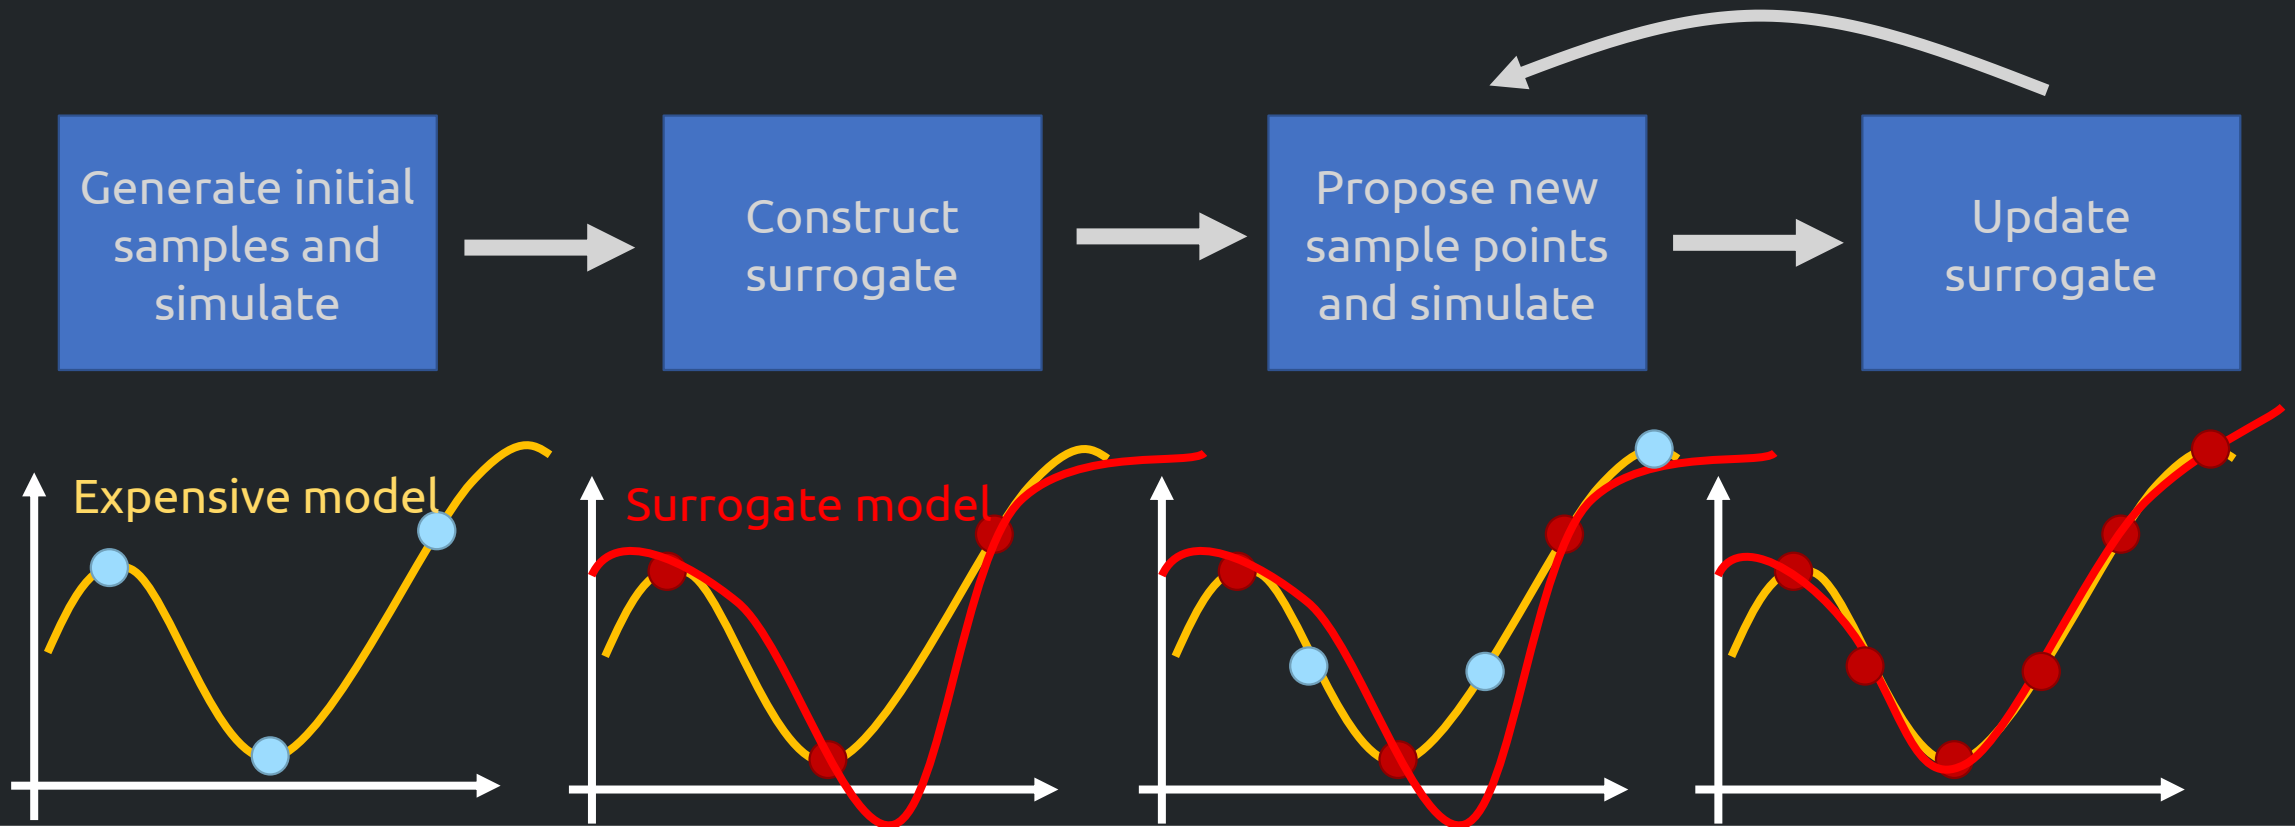 Generate initial
samples and
simulate
Construct
surrogate
Propose new
sample points
and simulate
Update
surrogate
Expensive model
Surrogate model